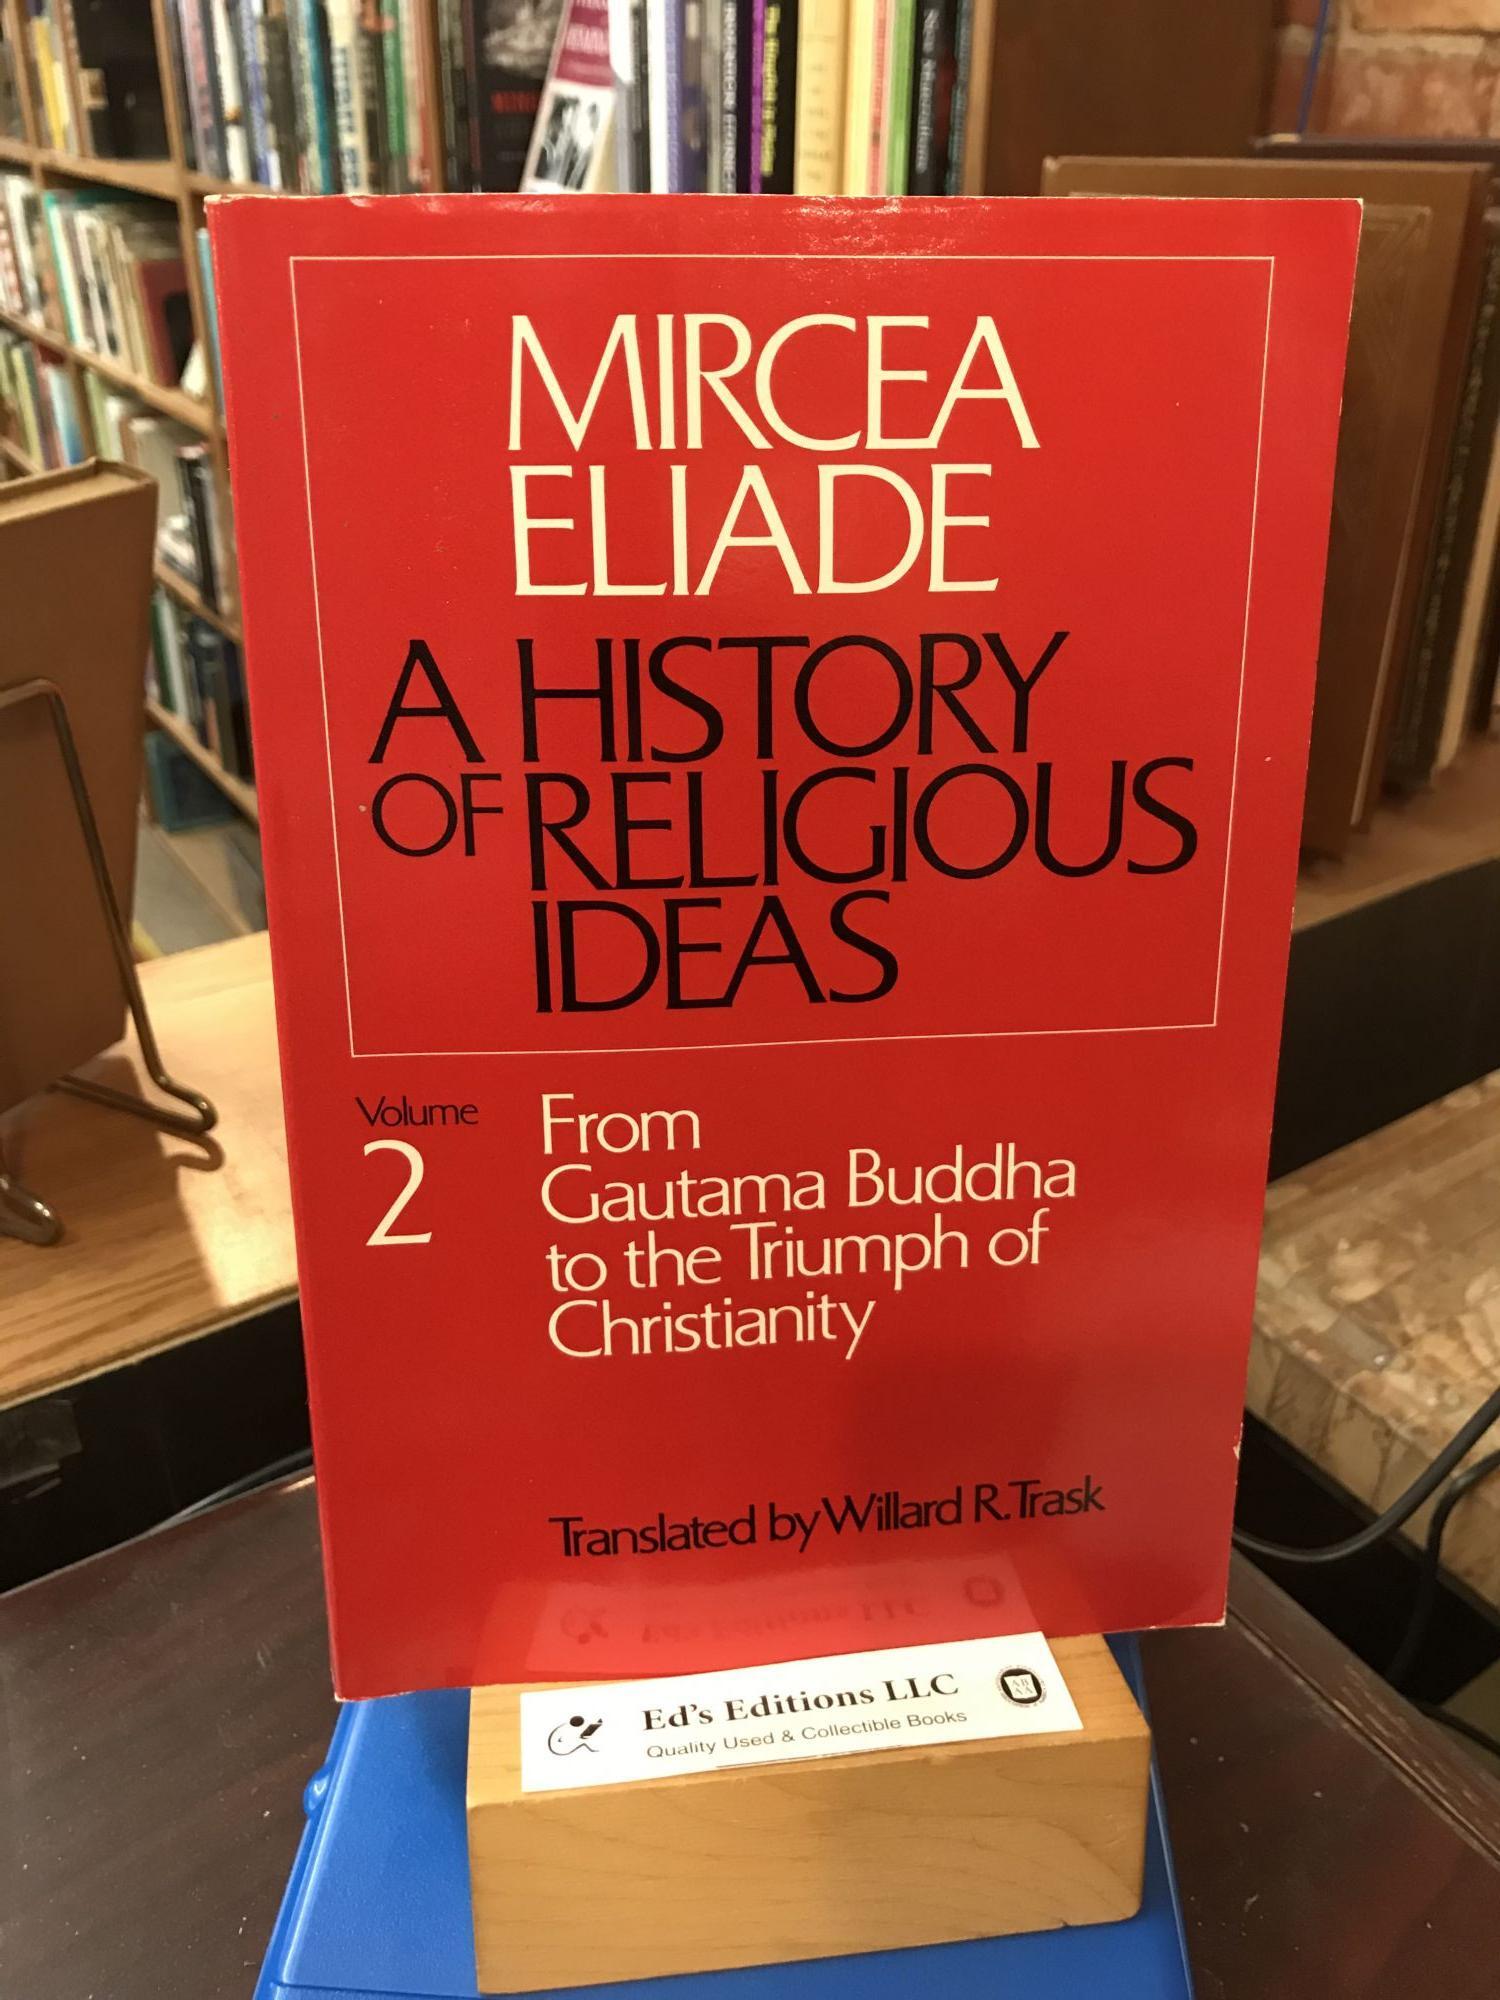 MIRCEA
ELIADE
A HISTORY
OF RELIGIOUS
IDEAS
Volume
2
From
Gautama Buddha
to the Triumph of
Christianity
Translated by Willard R. Trask
Ed's Editions LLC
Quality Used & Collectible Books